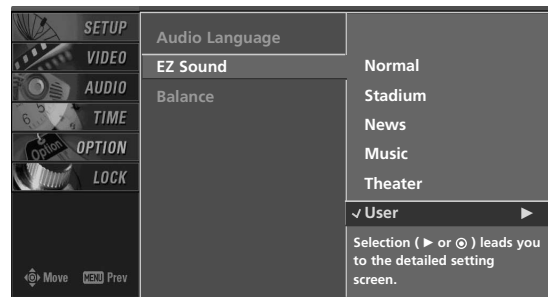 SETUP
VIDEO
AUDIO
TIME
OPTION
LOCK
Move MENU Prev
Audio Language
EZ Sound
Balance
Normal
Stadium
News
Music
Theater
✓ User ►
Selection ( ► or ◉ ) leads you
to the detailed setting
screen.